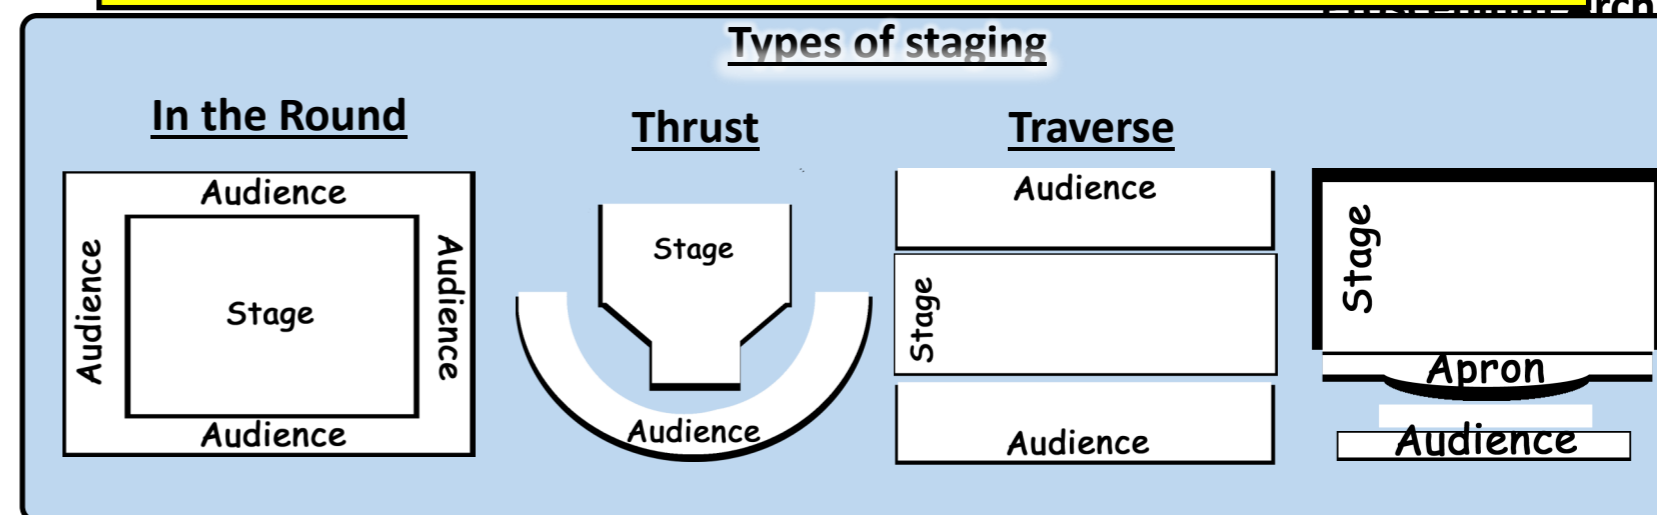 Types of staging
In the Round
Thrust
Traverse
Audience
Audience
Stage
Audience
Audience
Stage
Audience
Audience
Stage
Audience
Stage
Apron
Audience